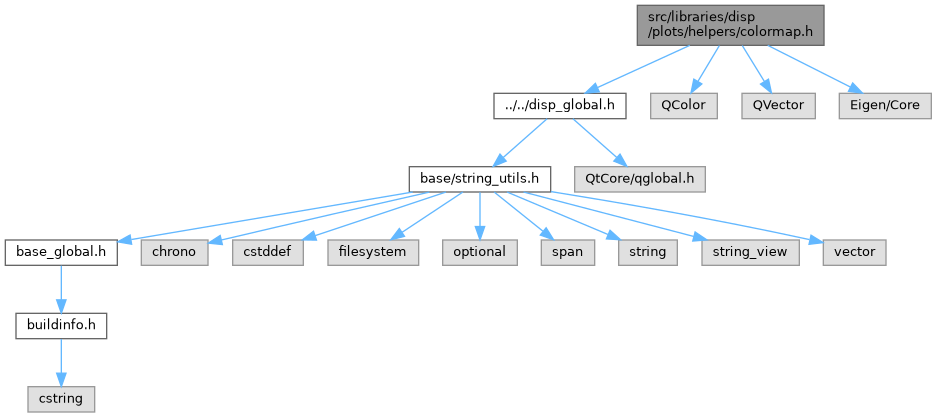 src/libraries/disp
/plots/helpers/colormap.h
../../disp_global.h
QColor
QVector
Eigen/Core
base/string_utils.h
QtCore/qglobal.h
base_global.h
chrono
cstddef
filesystem
optional
span
string
string_view
vector
buildinfo.h
cstring